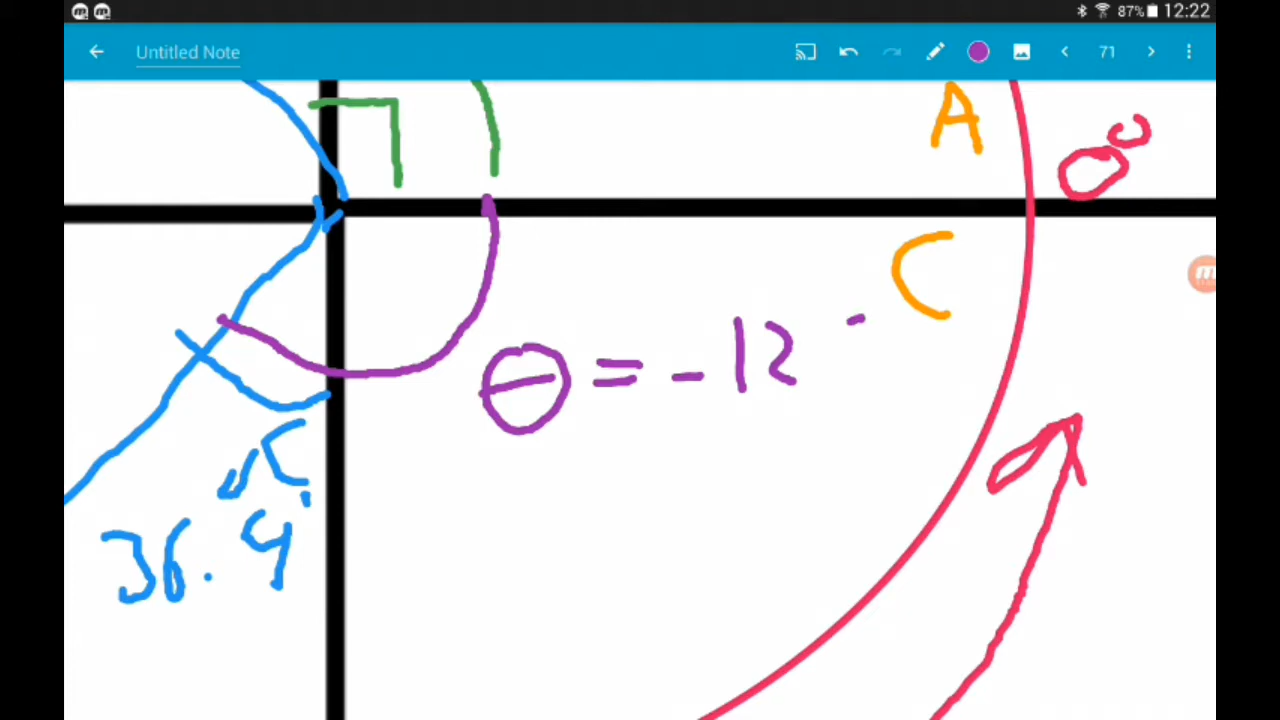 87% 12:22
Untitled Note 71
A 0°
C
θ = -12
36.9°